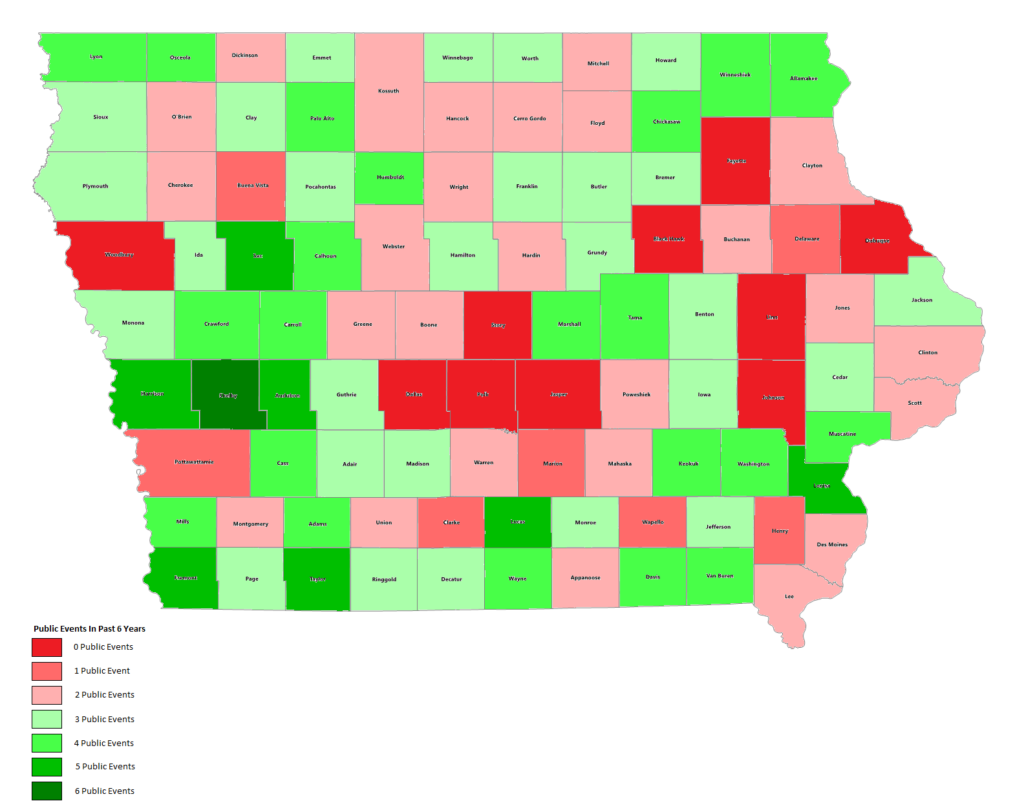 Lyon
Osceola
Dickinson
Emmet
Kossuth
Winnebago
Worth
Mitchell
Howard
Winneshiek
Allamakee
Sioux
O'Brien
Clay
Palo Alto
Hancock
Cerro Gordo
Floyd
Chickasaw
Fayette
Clayton
Plymouth
Cherokee
Buena Vista
Pocahontas
Humboldt
Wright
Franklin
Butler
Bremer
Woodbury
Ida
Sac
Calhoun
Webster
Hamilton
Hardin
Grundy
Black Hawk
Buchanan
Delaware
Dubuque
Monona
Crawford
Carroll
Greene
Boone
Story
Marshall
Tama
Benton
Linn
Jones
Jackson
Clinton
Harrison
Shelby
Audubon
Guthrie
Dallas
Polk
Jasper
Poweshiek
Iowa
Johnson
Cedar
Scott
Muscatine
Pottawattamie
Cass
Adair
Madison
Warren
Marion
Mahaska
Keokuk
Washington
Louisa
Mills
Montgomery
Adams
Union
Clarke
Lucas
Monroe
Wapello
Jefferson
Henry
Des Moines
Fremont
Page
Taylor
Ringgold
Decatur
Wayne
Appanoose
Davis
Van Buren
Lee
Public Events In Past 6 Years
0 Public Events
1 Public Event
2 Public Events
3 Public Events
4 Public Events
5 Public Events
6 Public Events